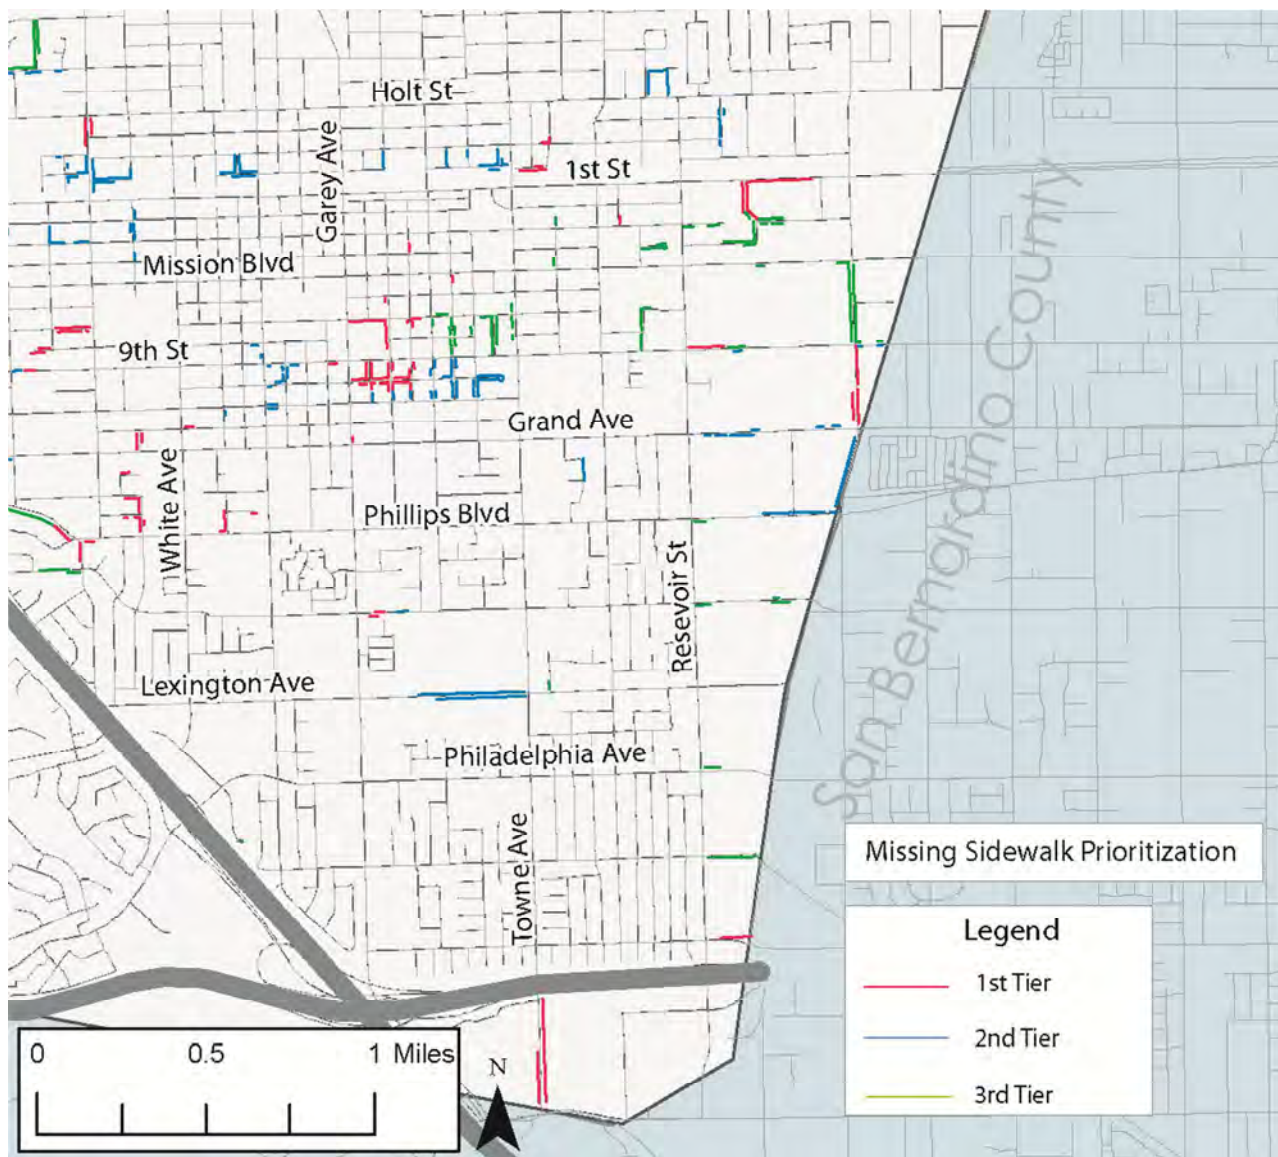 Holt St
Garey Ave
1st St
Mission Blvd
9th St
Grand Ave
White Ave
Phillips Blvd
Resevoir St
San Bernardino County
Lexington Ave
Philadelphia Ave
Towne Ave
Missing Sidewalk Prioritization
Legend
1st Tier
2nd Tier
3rd Tier
0 0.5 1 Miles
N